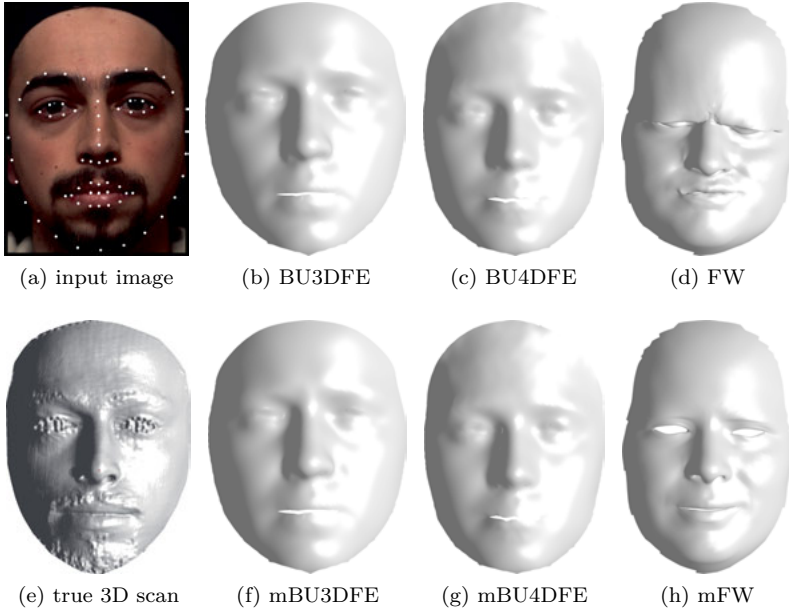 (a) input image
(b) BU3DFE
(c) BU4DFE
(d) FW
(e) true 3D scan
(f) mBU3DFE
(g) mBU4DFE
(h) mFW